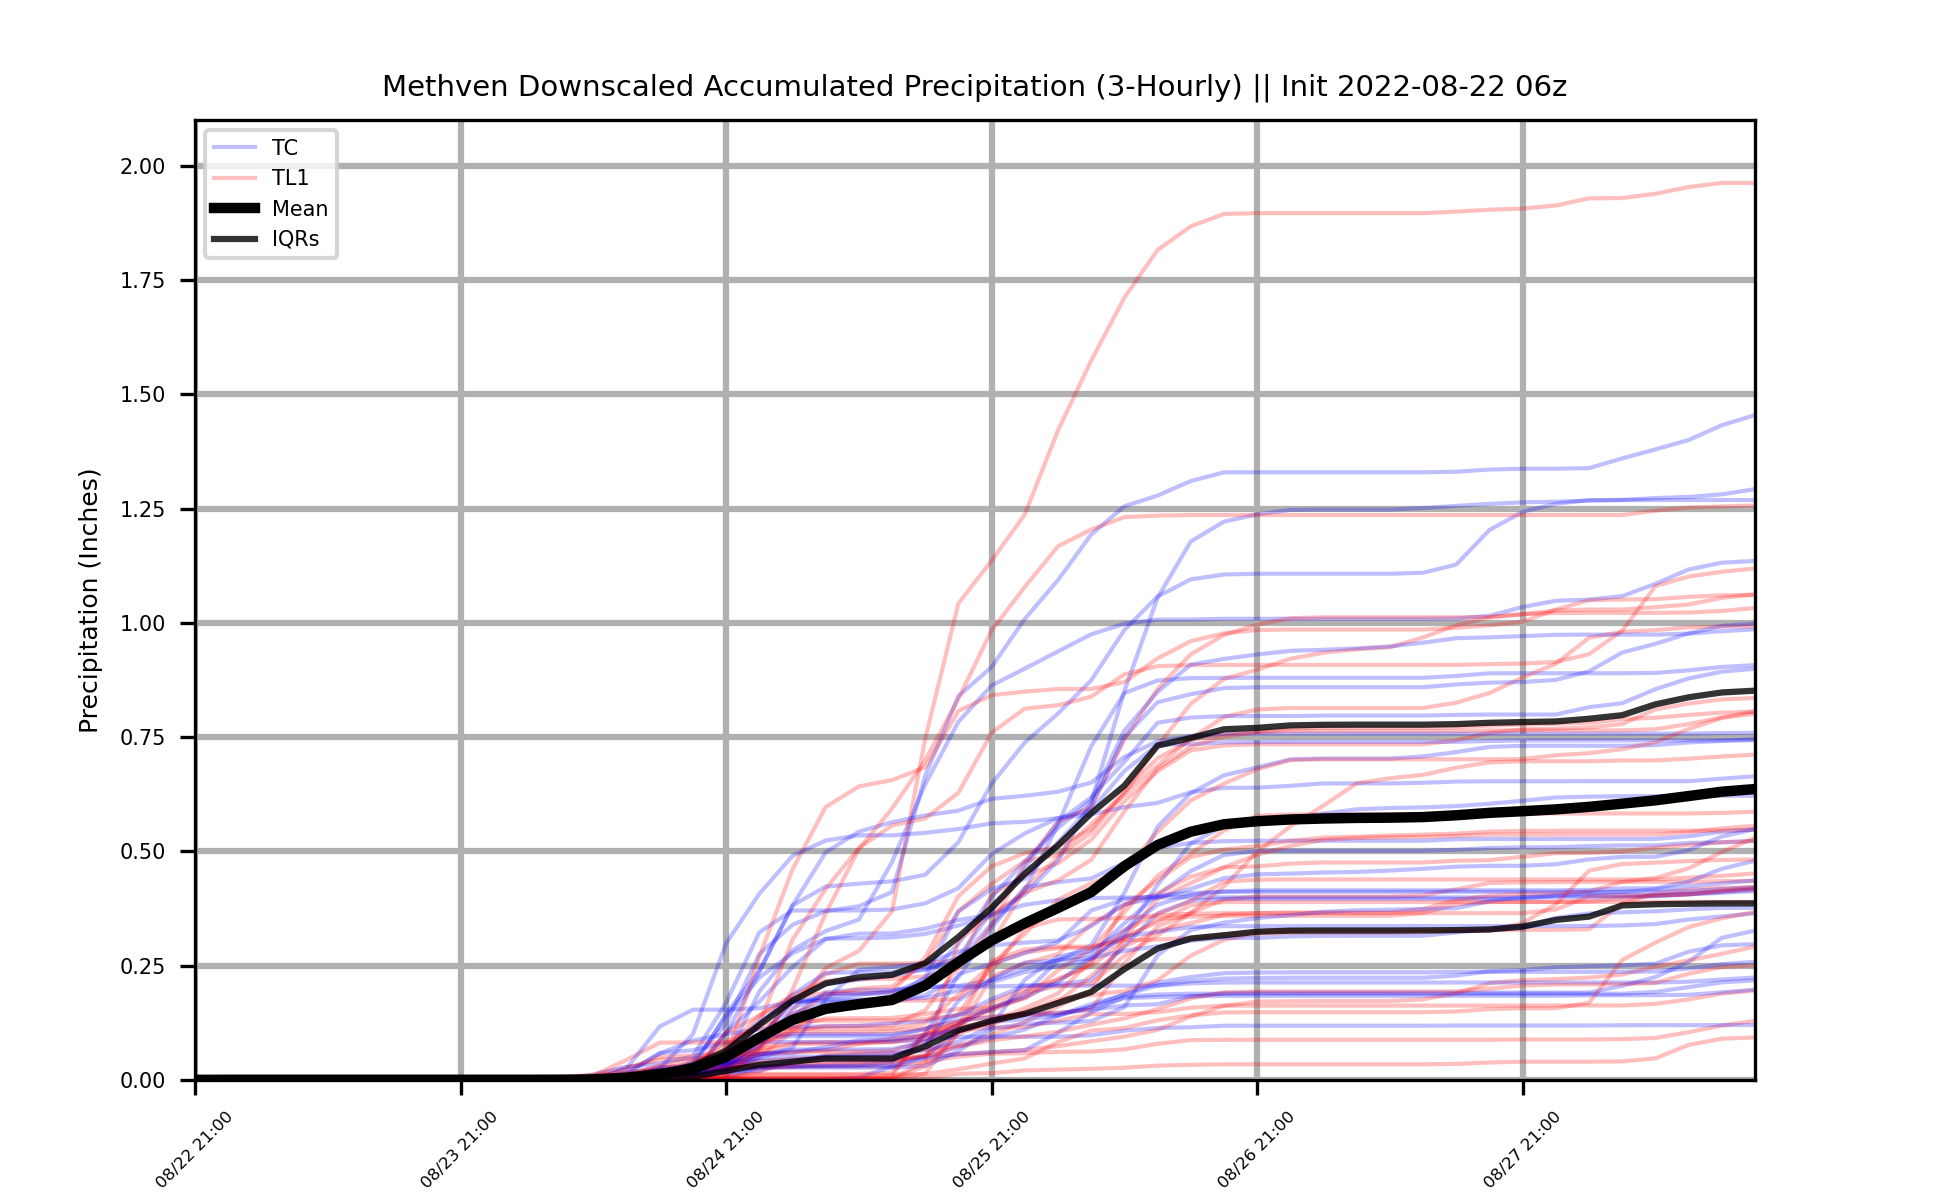 Methven Downscaled Accumulated Precipitation (3-Hourly) || Init 2022-08-22 06z
TC
TL1
Mean
IQRs
Precipitation (Inches)
2.00
1.75
1.50
1.25
1.00
0.75
0.50
0.25
0.00
08/22 21:00
08/23 21:00
08/24 21:00
08/25 21:00
08/26 21:00
08/27 21:00